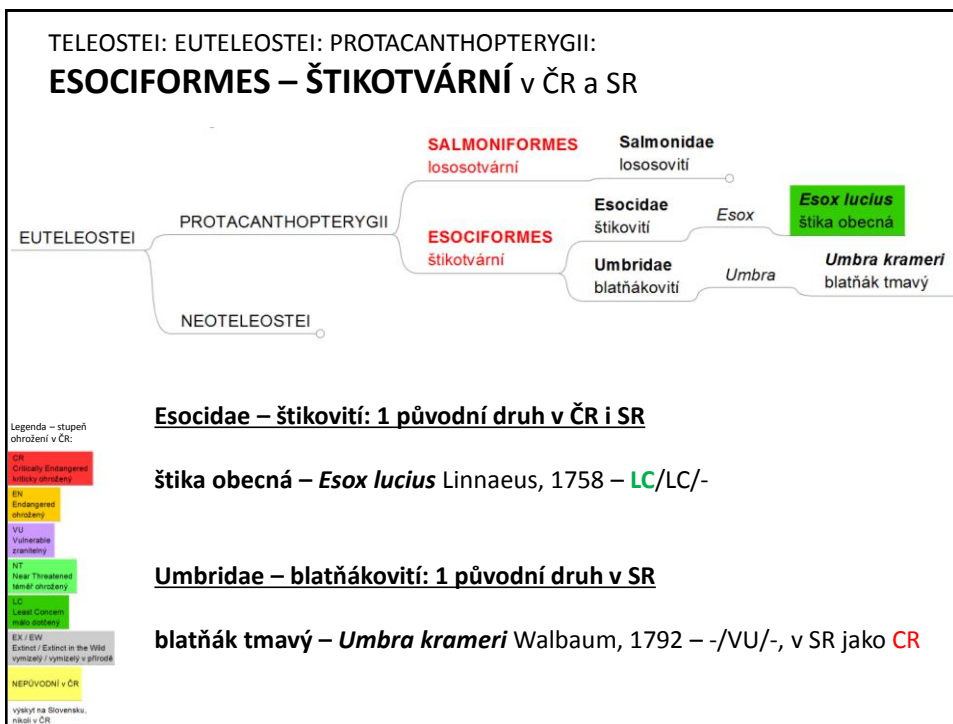 TELEOSTEI: EUTELEOSTEI: PROTACANTHOPTERYGII:
ESOCIFORMES – ŠTIKOTVÁRNÍ v ČR a SR
SALMONIFORMES
lososotvární
Salmonidae
lososovití
EUTELEOSTEI
PROTACANTHOPTERYGII
ESOCIFORMES
štikotvární
Esocidae
štikovití
Esox
Esox lucius
štika obecná
Umbridae
blatňákovití
Umbra
Umbra krameri
blatňák tmavý
NEOTELEOSTEI
Esocidae – štikovití: 1 původní druh v ČR i SR
štika obecná – Esox lucius Linnaeus, 1758 – LC/LC/-
Umbridae – blatňákovití: 1 původní druh v SR
blatňák tmavý – Umbra krameri Walbaum, 1792 – -/VU/-, v SR jako CR
Legenda – stupeň
ohrožení v ČR:
CR
Critically Endangered
kriticky ohrožený
EN
Endangered
ohrožený
VU
Vulnerable
zranitelný
NT
Near Threatened
téměř ohrožený
LC
Least Concern
málo dotčený
EX / EW
Extinct / Extinct in the Wild
vymizelý / vymizelý v přírodě
NEPŮVODNÍ v ČR
výskyt na Slovensku,
nikoli v ČR